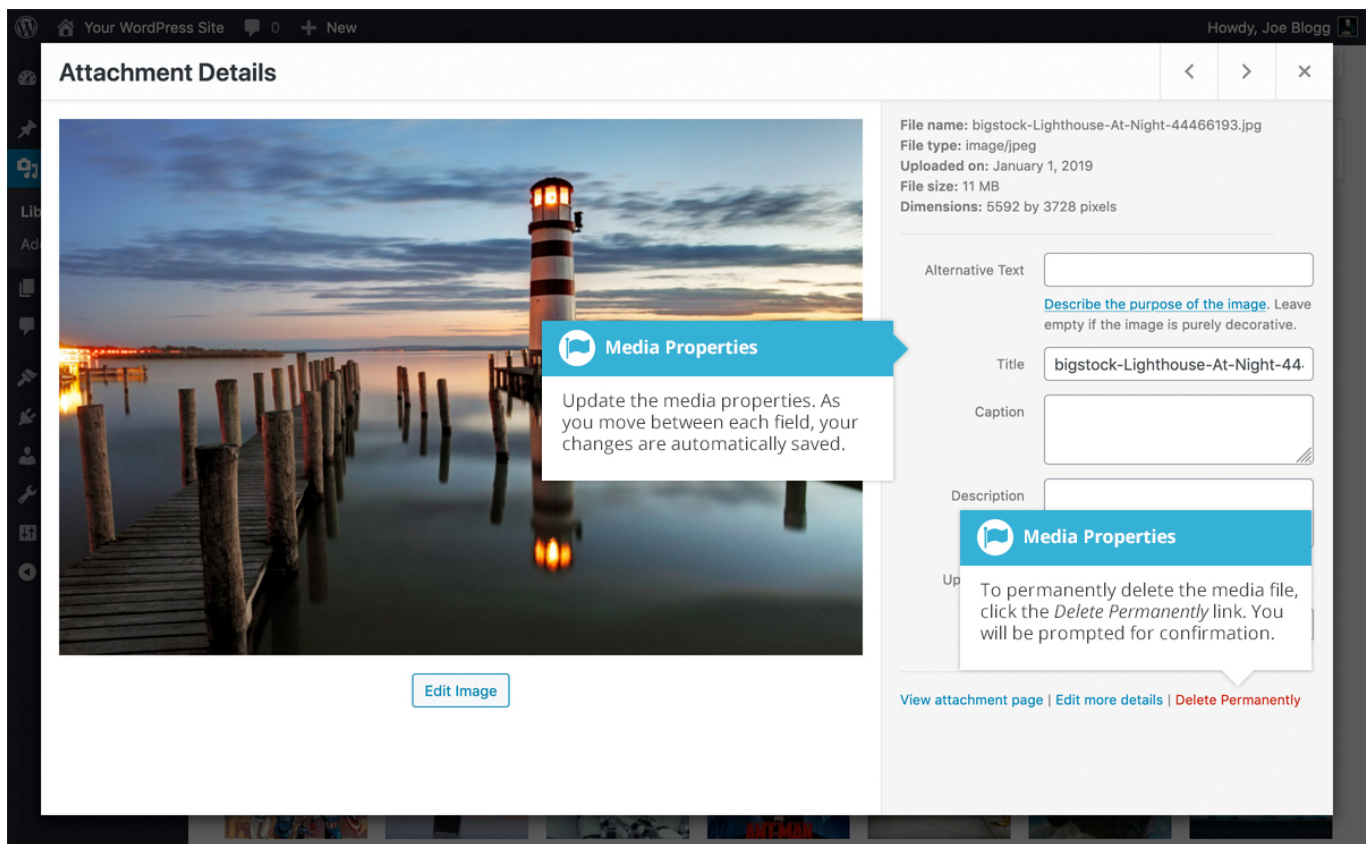 Your WordPress Site 0 New
Howdy, Joe Blogg
Attachment Details
Lib
Add
File name: bigstock-Lighthouse-At-Night-44466193.jpg
File type: image/jpeg
Uploaded on: January 1, 2019
File size: 11 MB
Dimensions: 5592 by 3728 pixels
Alternative Text
Describe the purpose of the image. Leave
empty if the image is purely decorative.
Media Properties
Update the media properties. As
you move between each field, your
changes are automatically saved.
Title
bigstock-Lighthouse-At-Night-44
Caption
Description
Media Properties
Up
To permanently delete the media file,
click the Delete Permanently link. You
will be prompted for confirmation.
Edit Image
View attachment page | Edit more details | Delete Permanently
ANT-MAN